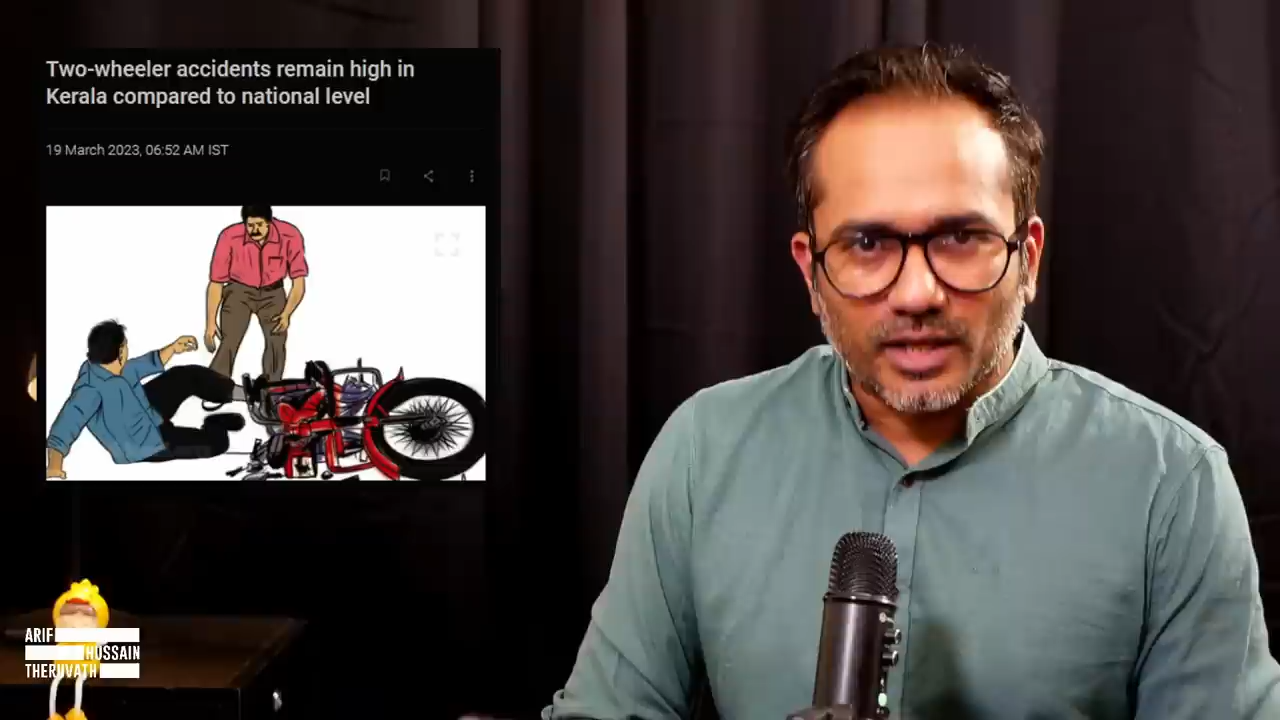 Two-wheeler accidents remain high in
Kerala compared to national level
19 March 2023, 06:52 AM IST
ARIF
HUSSAIN
THERUVATH